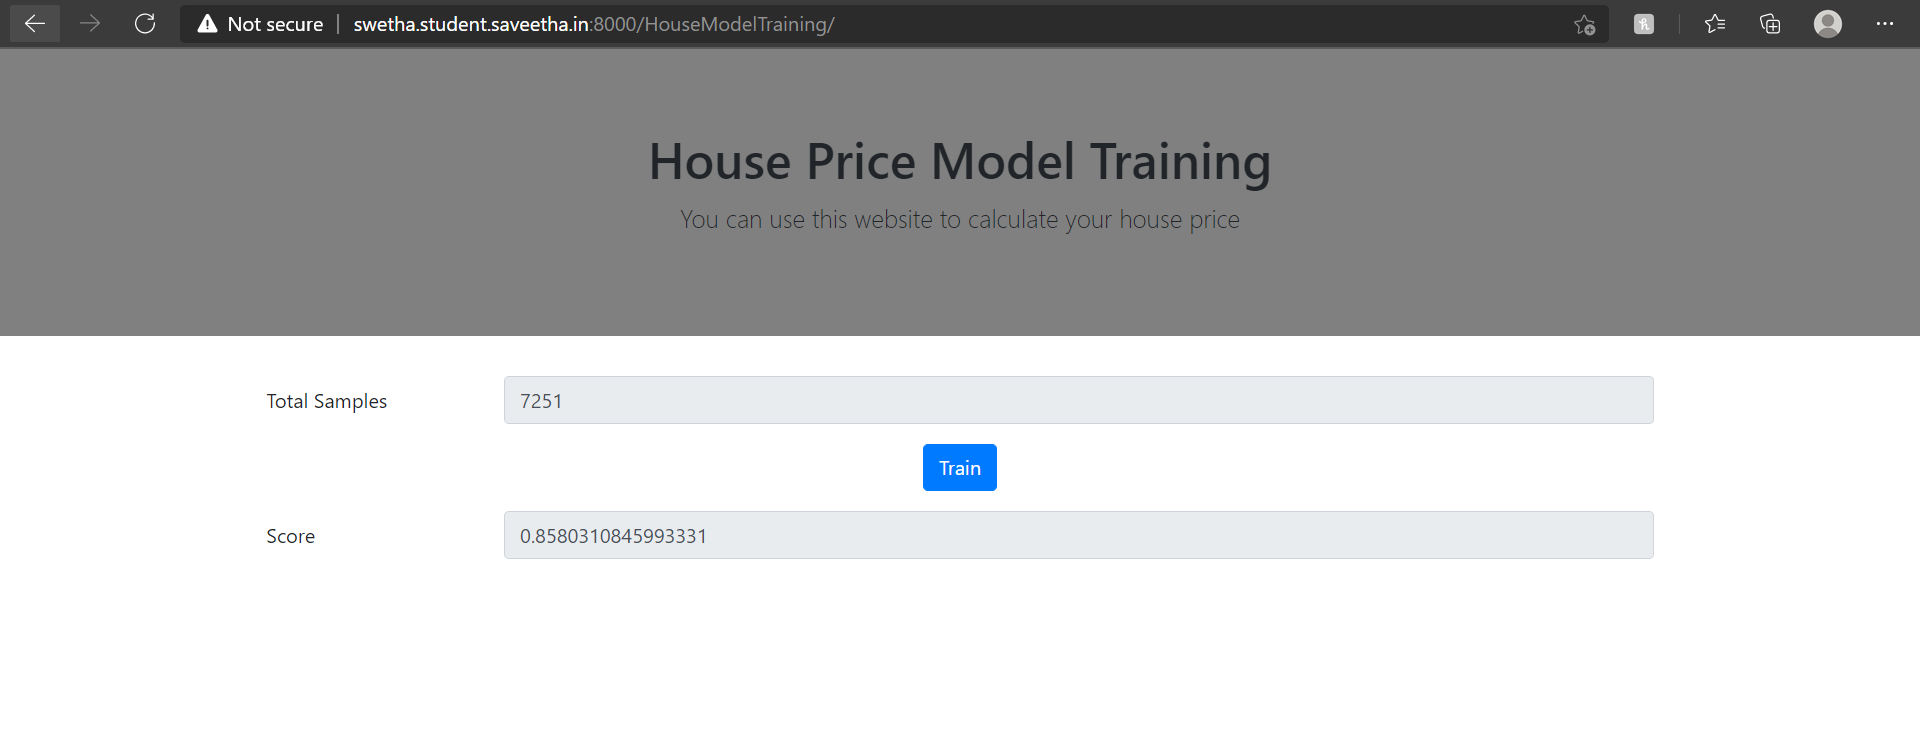 Not secure | swetha.student.saveetha.in:8000/HouseModelTraining/
House Price Model Training
You can use this website to calculate your house price
Total Samples 7251
Train
Score 0.8580310845993331